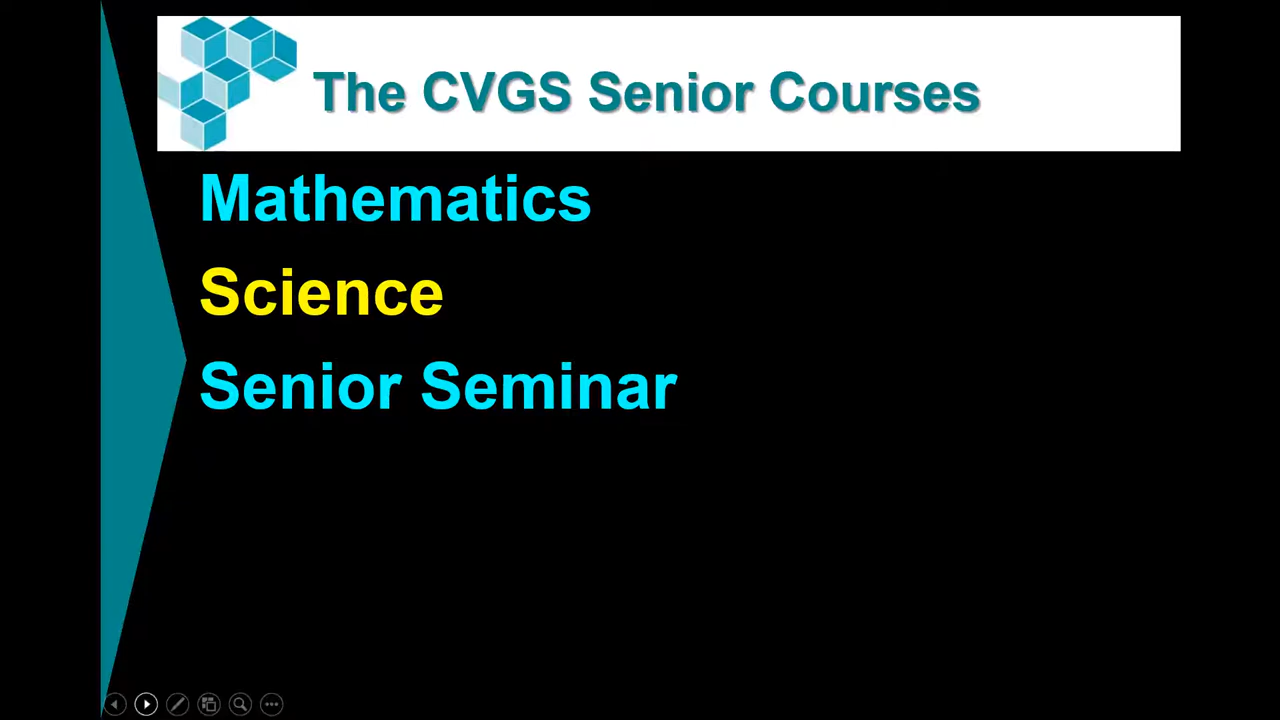 The CVGS Senior Courses
Mathematics
Science
Senior Seminar